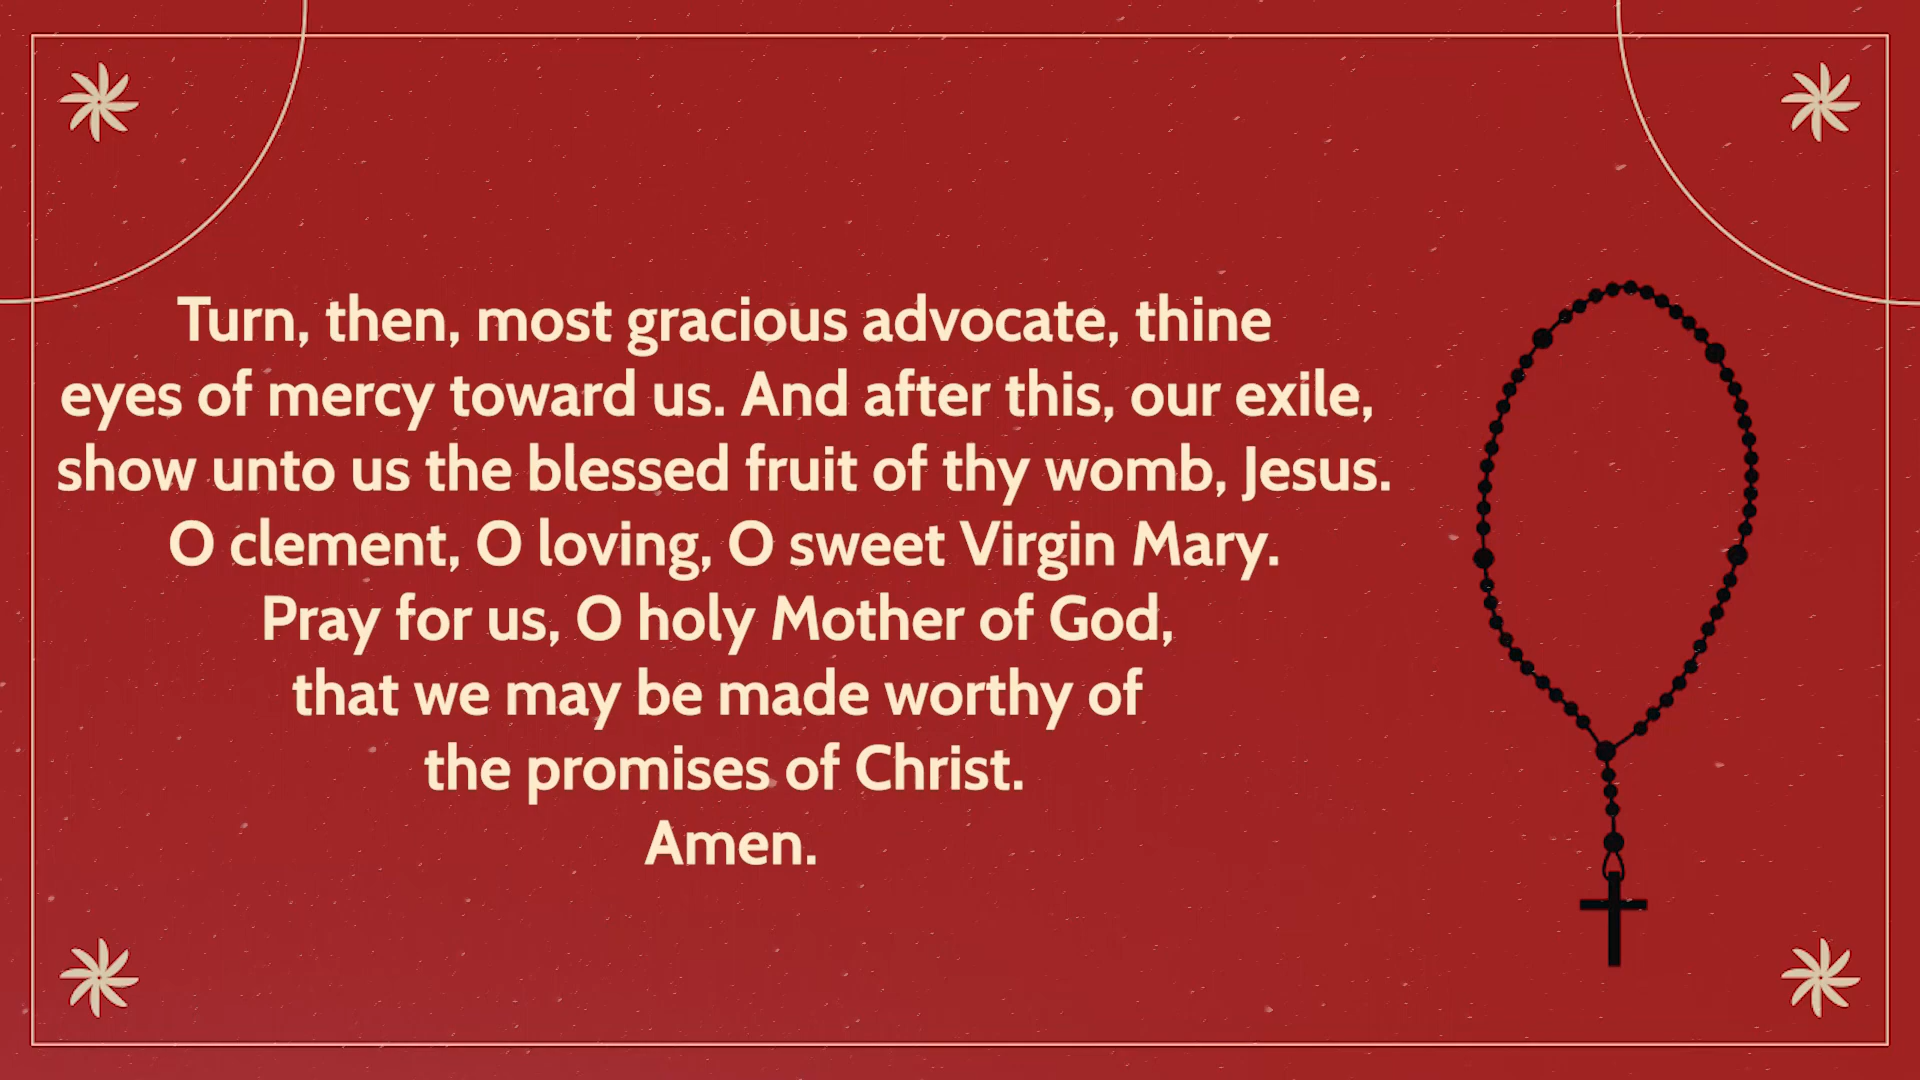 Turn, then, most gracious advocate, thine
eyes of mercy toward us. And after this, our exile,
show unto us the blessed fruit of thy womb, Jesus.
O clement, O loving, O sweet Virgin Mary.
Pray for us, O holy Mother of God,
that we may be made worthy of
the promises of Christ.
Amen.